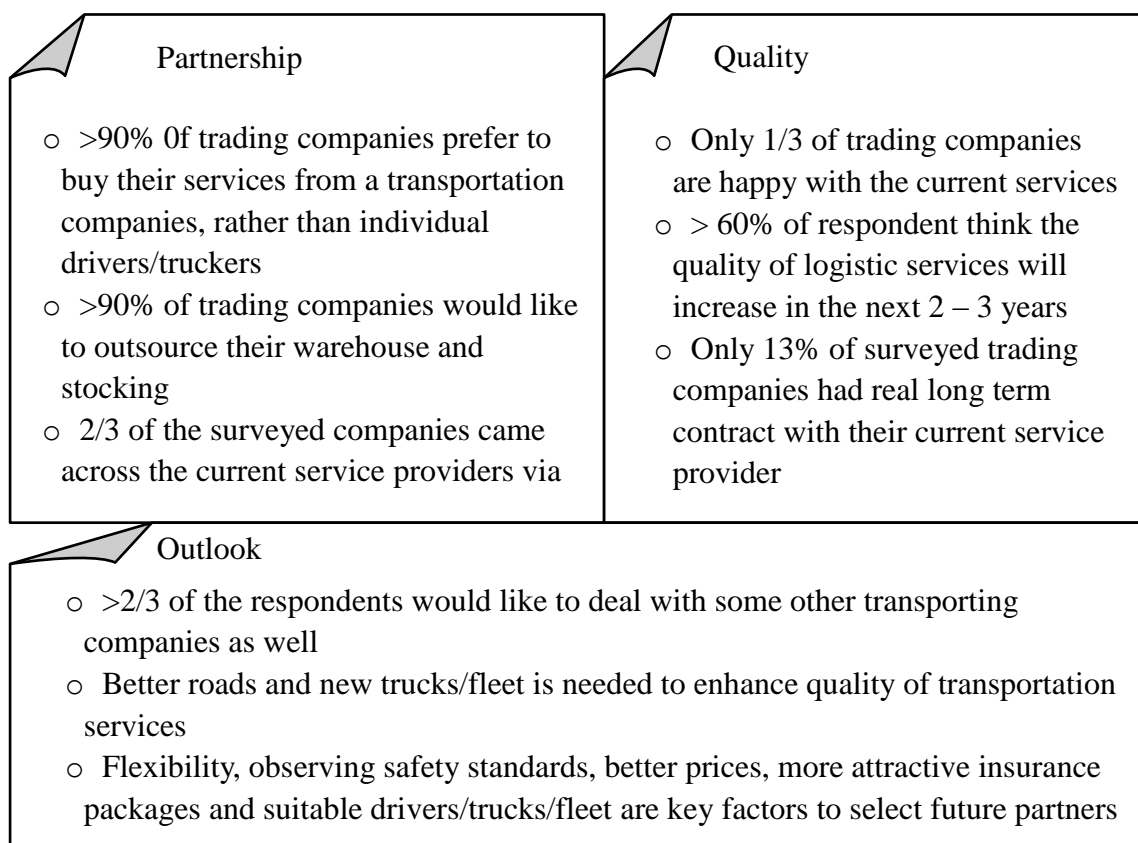 Partnership
o >90% 0f trading companies prefer to
buy their services from a transportation
companies, rather than individual
drivers/truckers
o >90% of trading companies would like
to outsource their warehouse and
stocking
o 2/3 of the surveyed companies came
across the current service providers via
Quality
o Only 1/3 of trading companies
are happy with the current services
o > 60% of respondent think the
quality of logistic services will
increase in the next 2 – 3 years
o Only 13% of surveyed trading
companies had real long term
contract with their current service
provider
Outlook
o >2/3 of the respondents would like to deal with some other transporting
companies as well
o Better roads and new trucks/fleet is needed to enhance quality of transportation
services
o Flexibility, observing safety standards, better prices, more attractive insurance
packages and suitable drivers/trucks/fleet are key factors to select future partners